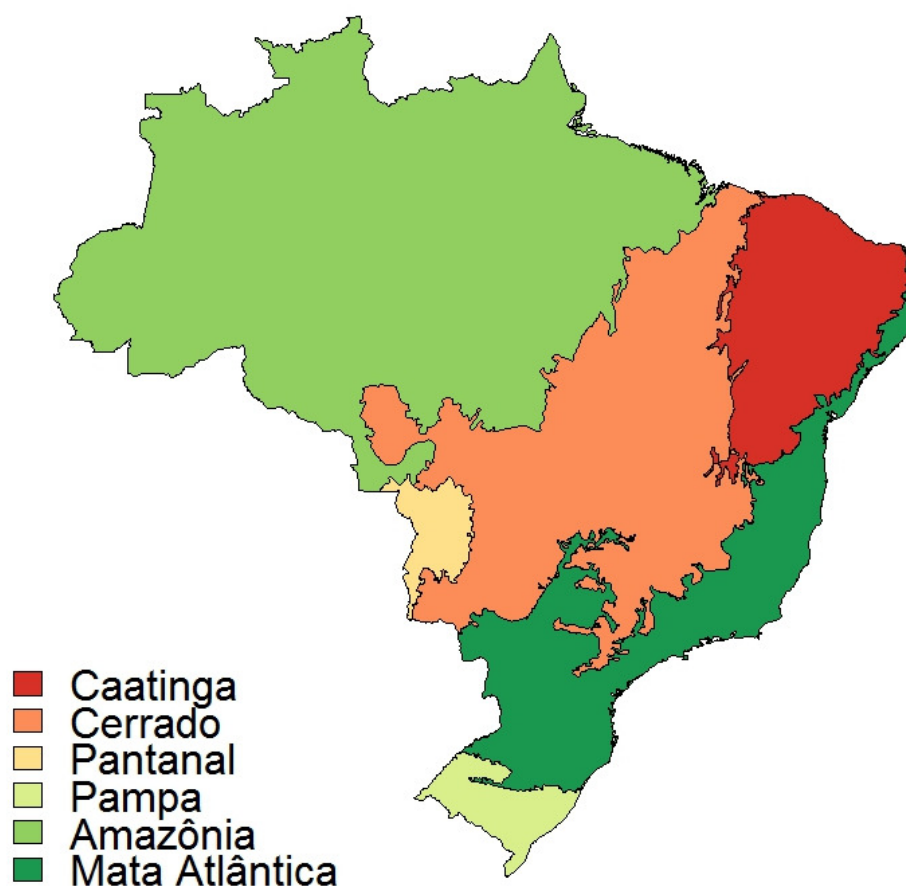 Caatinga
Cerrado
Pantanal
Pampa
Amazônia
Mata Atlântica